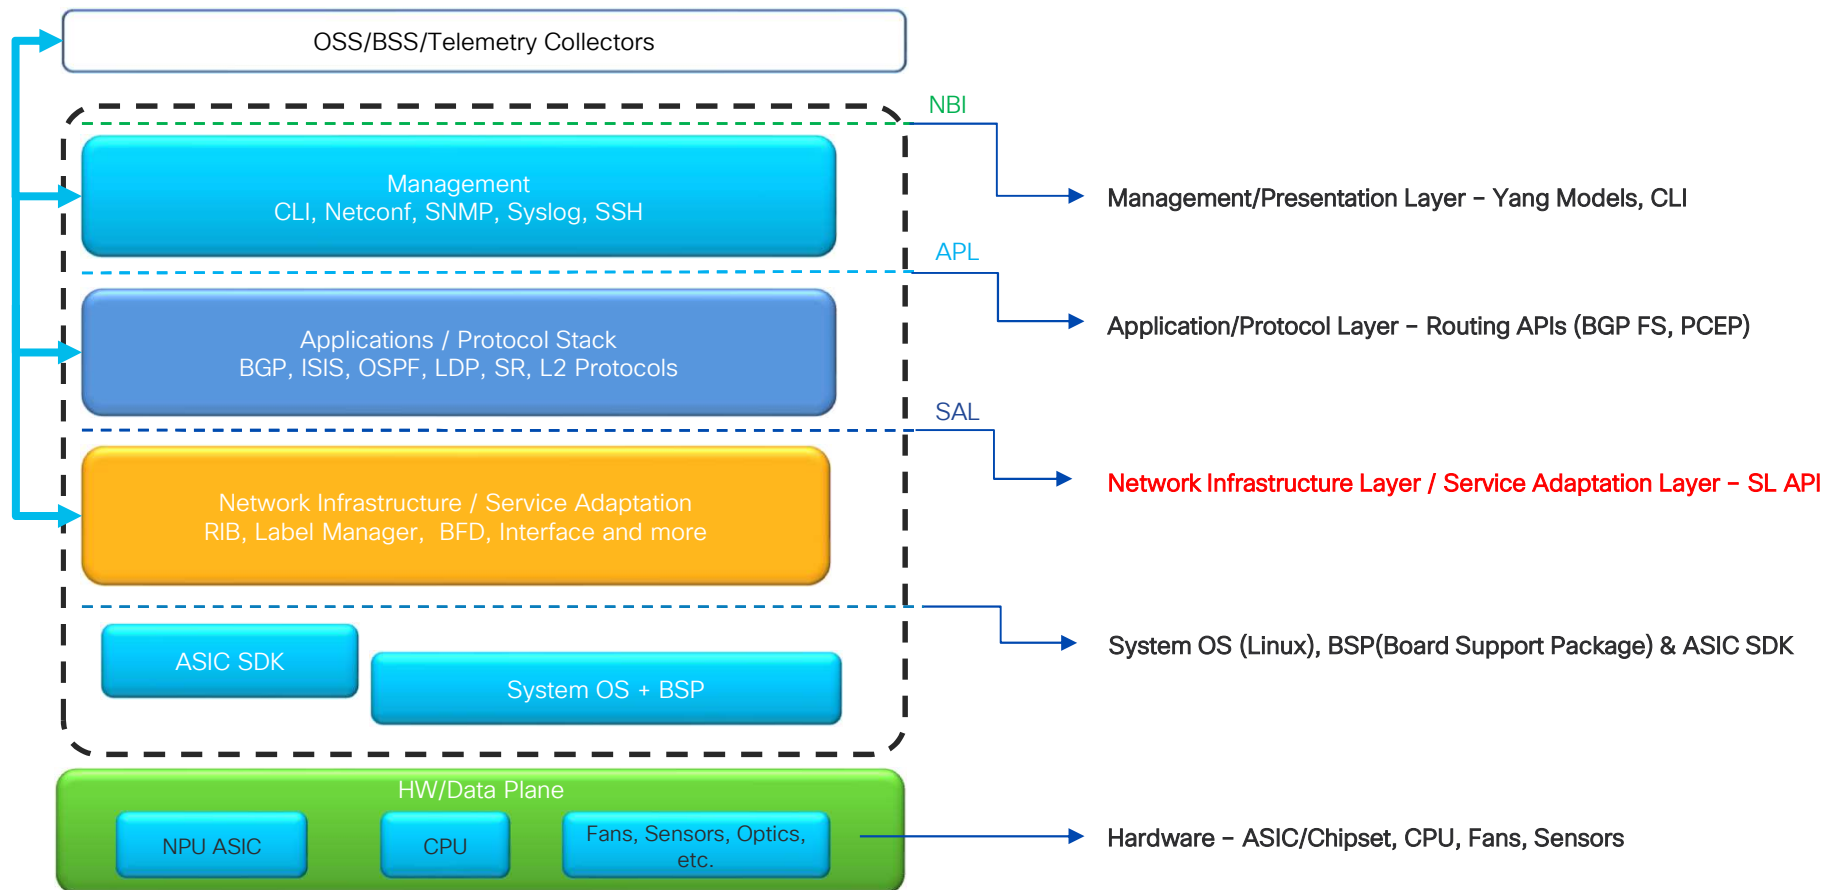 OSS/BSS/Telemetry Collectors
NBI
Management
CLI, Netconf, SNMP, Syslog, SSH
Management/Presentation Layer – Yang Models, CLI
APL
Applications / Protocol Stack
BGP, ISIS, OSPF, LDP, SR, L2 Protocols
Application/Protocol Layer – Routing APIs (BGP FS, PCEP)
SAL
Network Infrastructure / Service Adaptation
RIB, Label Manager, BFD, Interface and more
Network Infrastructure Layer / Service Adaptation Layer – SL API
ASIC SDK
System OS + BSP
System OS (Linux), BSP(Board Support Package) & ASIC SDK
HW/Data Plane
NPU ASIC
CPU
Fans, Sensors, Optics,
etc.
Hardware – ASIC/Chipset, CPU, Fans, Sensors